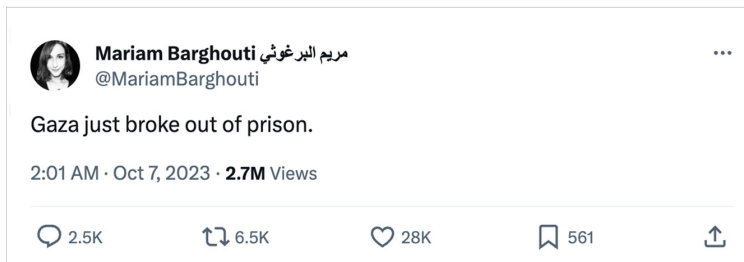 Mariam Barghouti مريم البرغوثي
@MariamBarghouti
Gaza just broke out of prison.
2:01 AM · Oct 7, 2023 · 2.7M Views
2.5K 6.5K 28K 561